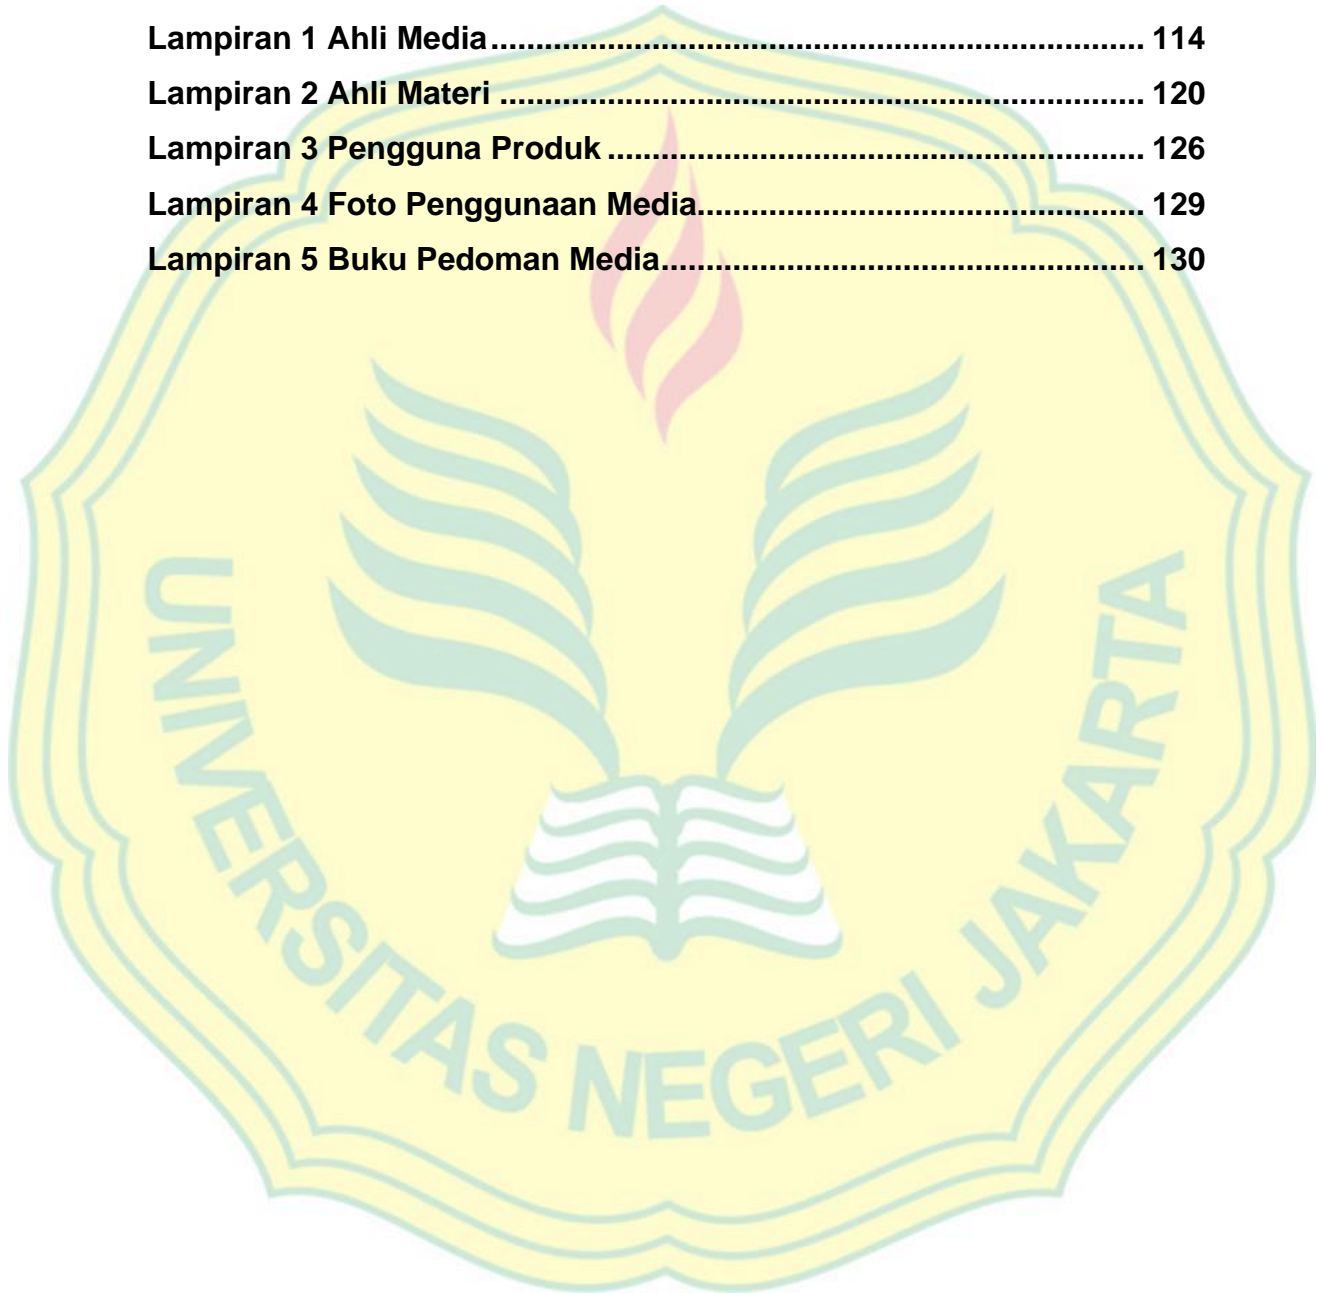 Lampiran 1 Ahli Media........................................................................ 114
Lampiran 2 Ahli Materi ....................................................................... 120
Lampiran 3 Pengguna Produk ........................................................... 126
Lampiran 4 Foto Penggunaan Media................................................. 129
Lampiran 5 Buku Pedoman Media..................................................... 130
UNIVERSITAS NEGERI JAKARTA